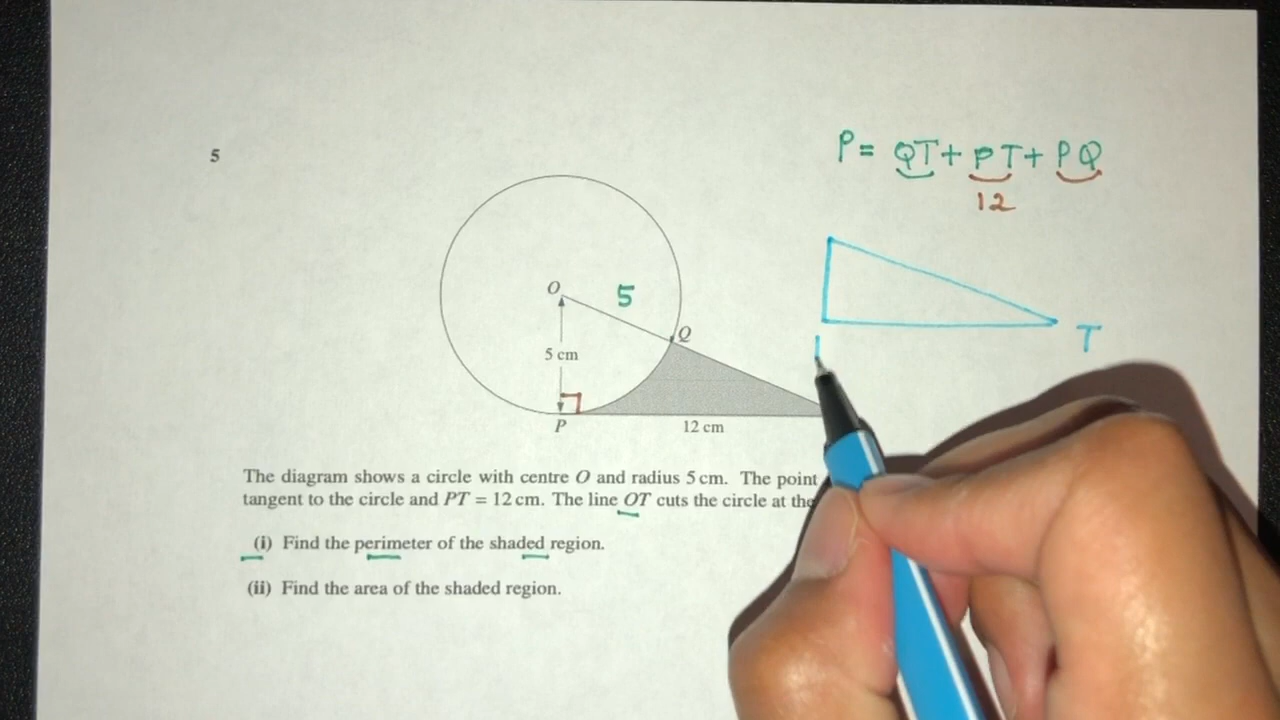 5
P = QT + PT + PQ
12
O
5
Q
5 cm
T
P
12 cm
The diagram shows a circle with centre O and radius 5 cm. The point
tangent to the circle and PT = 12 cm. The line OT cuts the circle at the
(i) Find the perimeter of the shaded region.
(ii) Find the area of the shaded region.